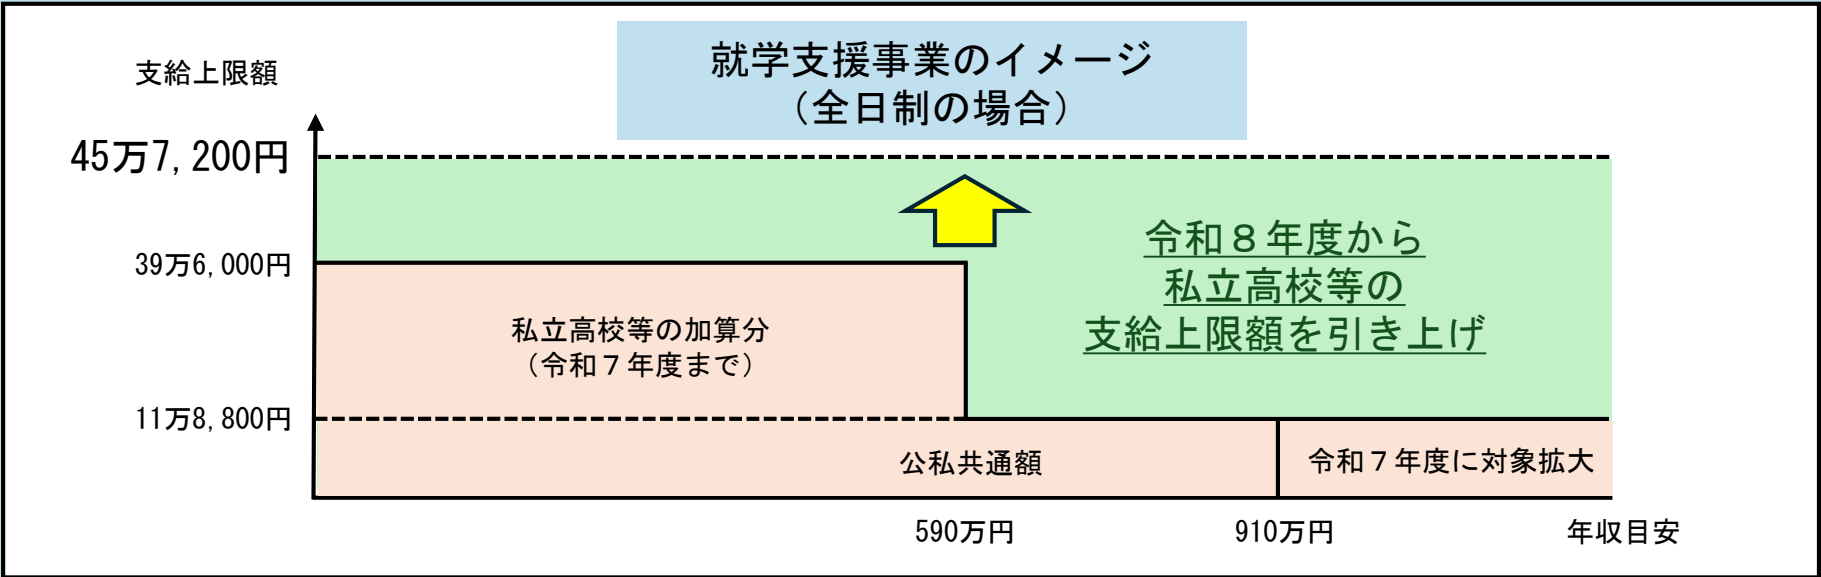 就学支援事業のイメージ
（全日制の場合）
支給上限額
45万7,200円
39万6,000円
11万8,800円
令和８年度から
私立高校等の
支給上限額を引き上げ
私立高校等の加算分
（令和７年度まで）
公私共通額
令和７年度に対象拡大
590万円
910万円
年収目安